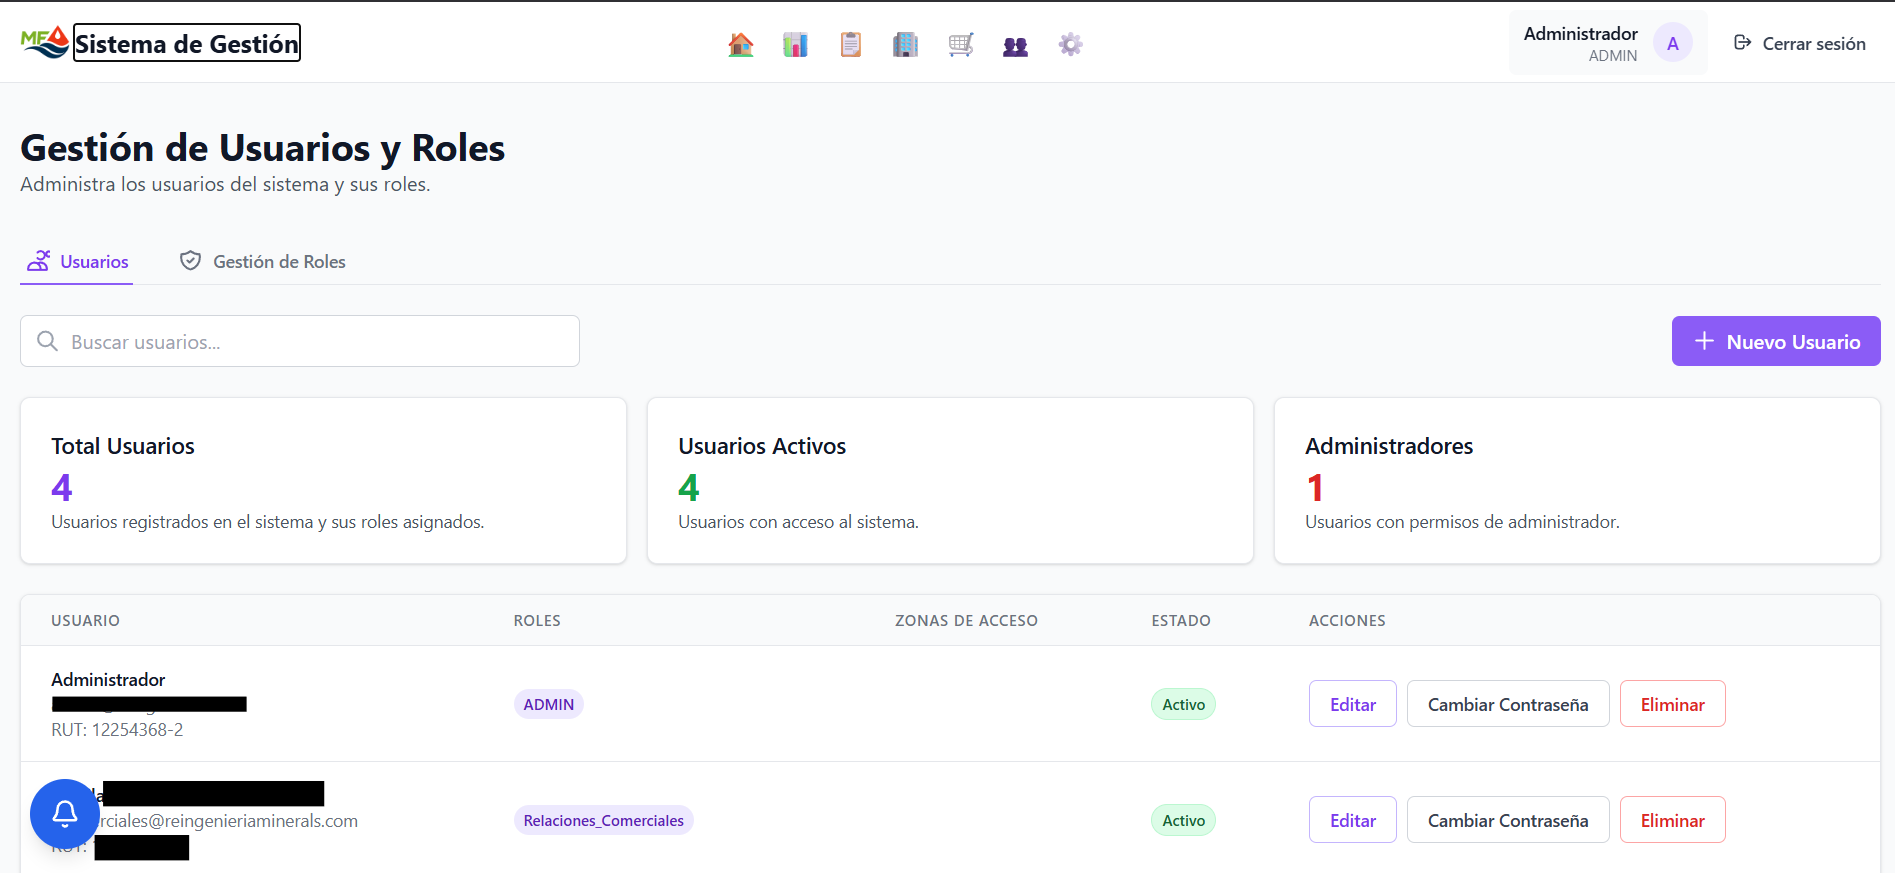 MF
Sistema de Gestión
Administrador
ADMIN
A
Cerrar sesión
Gestión de Usuarios y Roles
Administra los usuarios del sistema y sus roles.
Usuarios
Gestión de Roles
Buscar usuarios...
Nuevo Usuario
Total Usuarios
4
Usuarios registrados en el sistema y sus roles asignados.
Usuarios Activos
4
Usuarios con acceso al sistema.
Administradores
1
Usuarios con permisos de administrador.
USUARIO ROLES ZONAS DE ACCESO ESTADO ACCIONES
Administrador
RUT: 12254368-2
ADMIN
Activo
Editar
Cambiar Contraseña
Eliminar
rciales@reingenieriaminerals.com
RUT:
Relaciones_Comerciales
Activo
Editar
Cambiar Contraseña
Eliminar